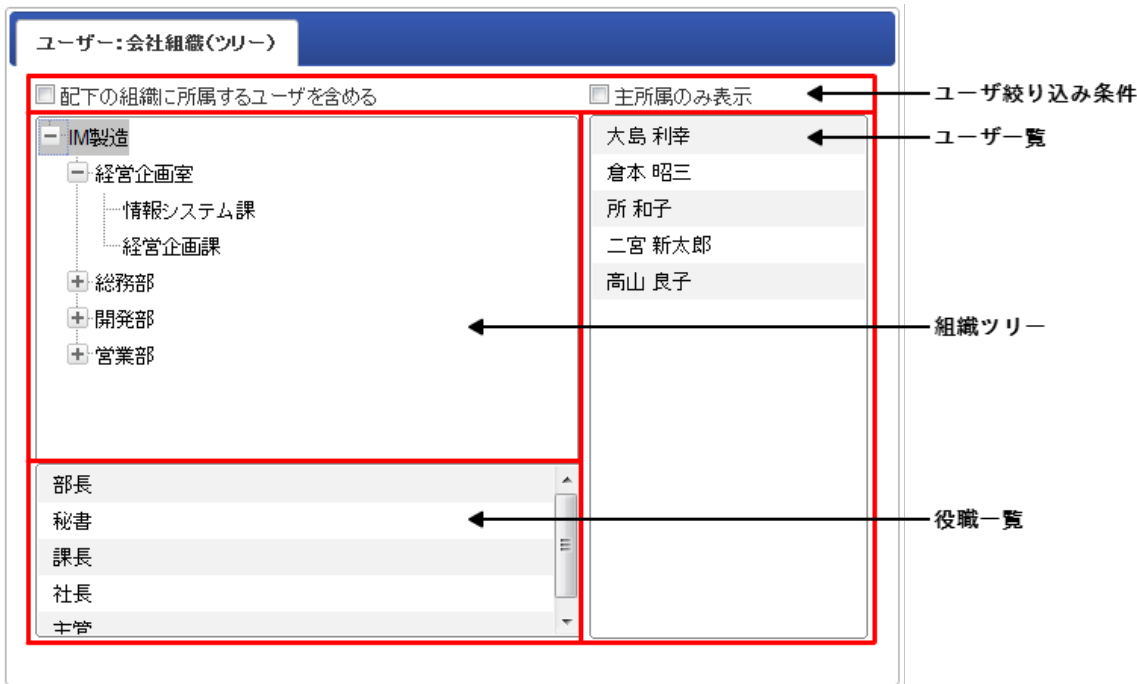 ユーザー：会社組織（ツリー）
配下の組織に所属するユーザを含める
主所属のみ表示
ユーザ絞り込み条件
IM製造
経営企画室
情報システム課
経営企画課
総務部
開発部
営業部
大島 利幸
倉本 昭三
所 和子
二宮 新太郎
高山 良子
ユーザ一覧
組織ツリー
部長
秘書
課長
社長
主管
役職一覧